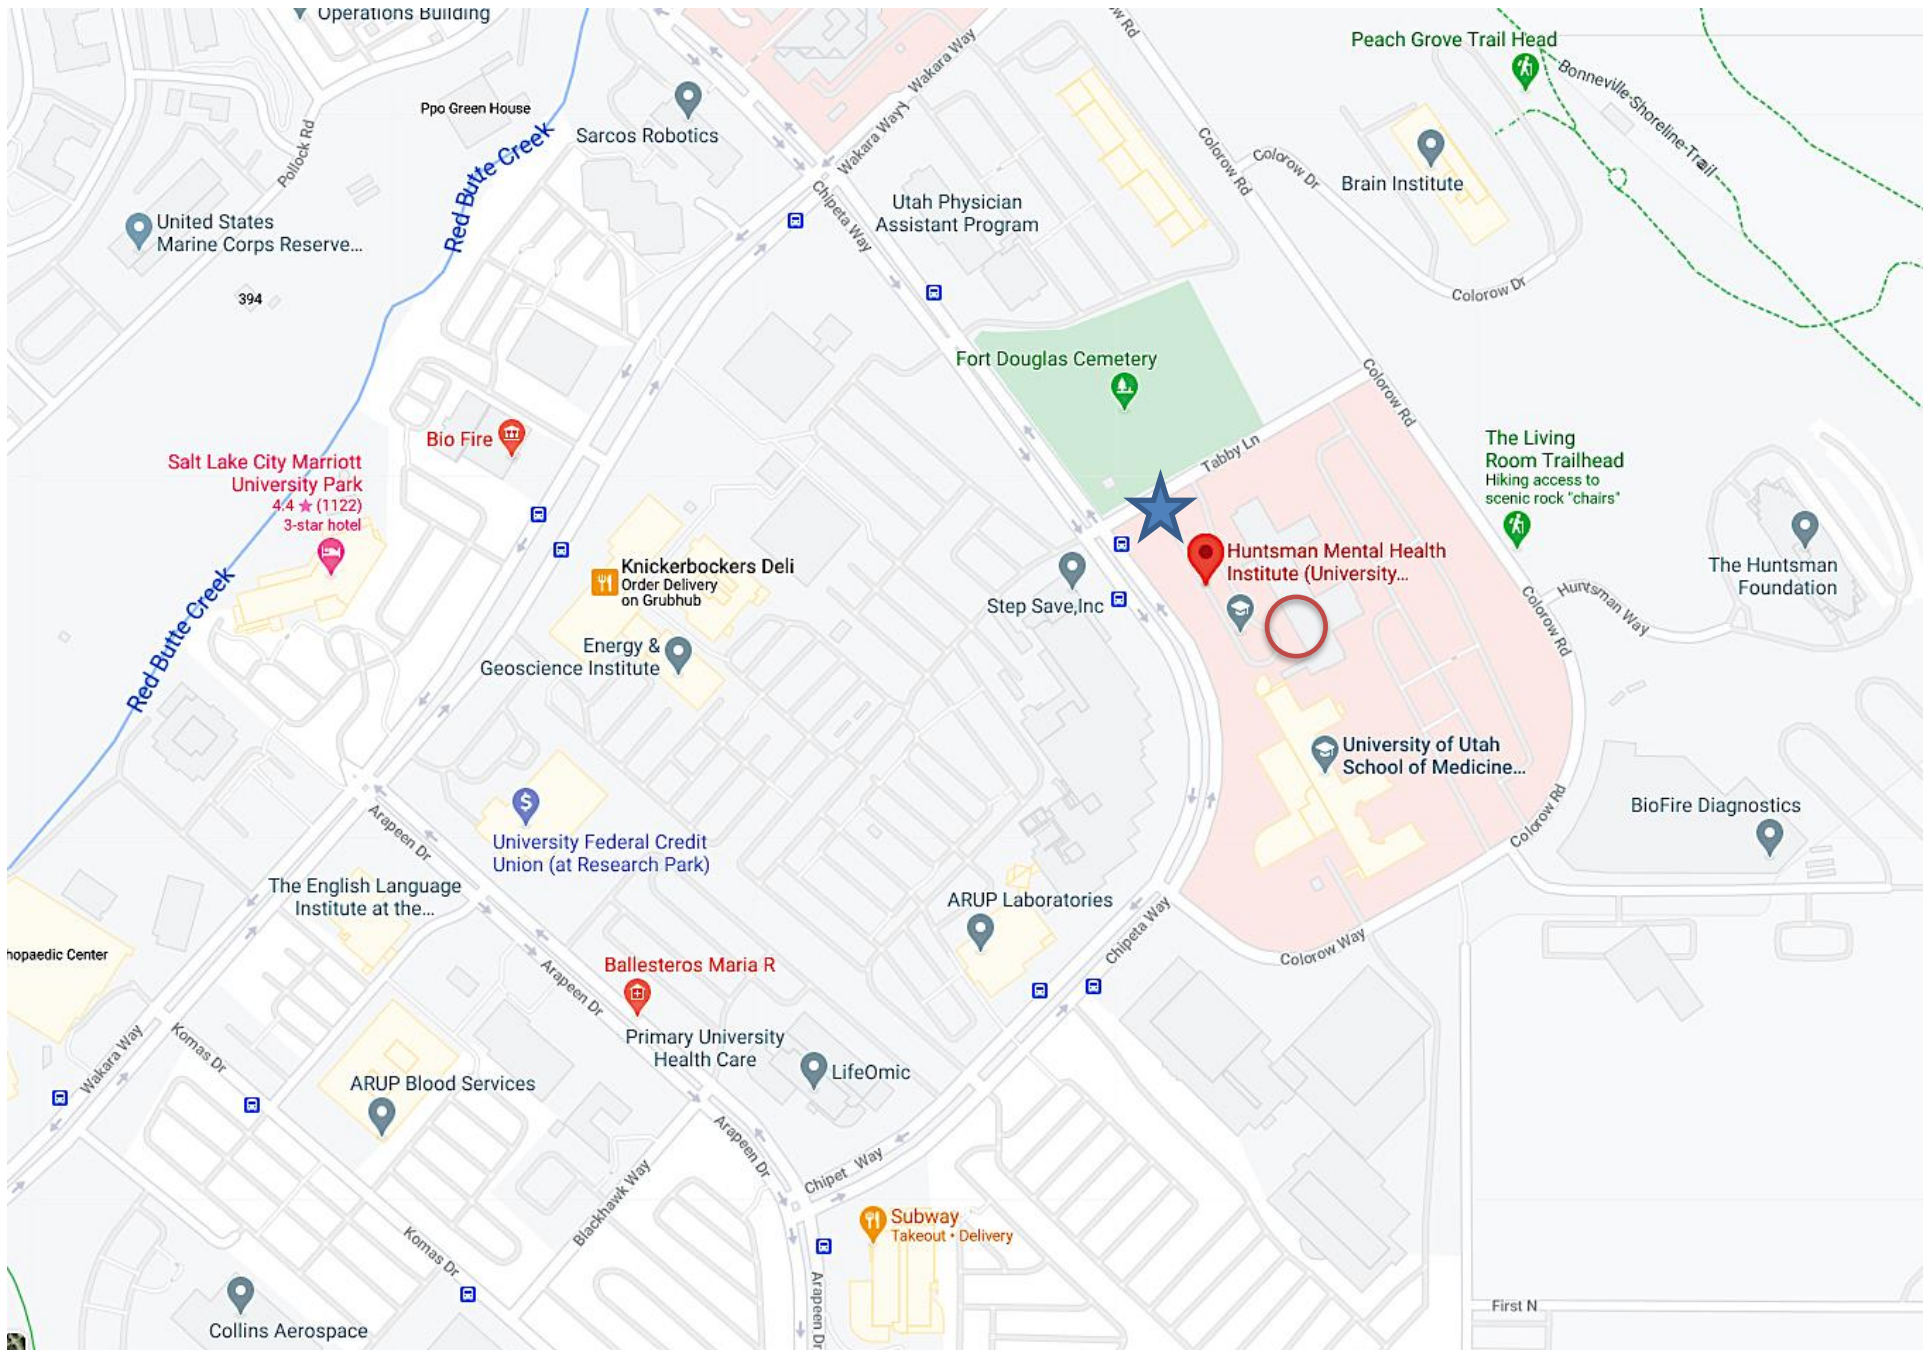 Operations Building
Ppo Green House
Sarcos Robotics
Wakara Way
Wakara Way
Peach Grove Trail Head
Bonneville Shoreline Trail
Pollock Rd
Red Butte Creek
Chipeta Way
Colorow Rd
Colorow Dr
Brain Institute
Utah Physician
Assistant Program
United States
Marine Corps Reserve...
394
Colorow Dr
Fort Douglas Cemetery
Colorow Rd
Tabby Ln
Bio Fire
Salt Lake City Marriott
University Park
4.4 ★ (1122)
3-star hotel
The Living
Room Trailhead
Hiking access to
scenic rock "chairs"
Knickerbockers Deli
Order Delivery
on Grubhub
Huntsman Mental Health
Institute (University...
Step Save,Inc
The Huntsman
Foundation
Huntsman Way
Colorow Rd
Red Butte Creek
Energy &
Geoscience Institute
University of Utah
School of Medicine...
BioFire Diagnostics
Colorow Rd
Arapeen Dr
$
University Federal Credit
Union (at Research Park)
The English Language
Institute at the...
ARUP Laboratories
Chipeta Way
Colorow Way
hopaedic Center
Arapeen Dr
Ballesteros Maria R
Primary University
Health Care
LifeOmic
Wakara Way
Komas Dr
ARUP Blood Services
Arapeen Dr
Chipet Way
Blackhawk Way
Subway
Takeout • Delivery
Komas Dr
Arapeen Dr
First N
Collins Aerospace